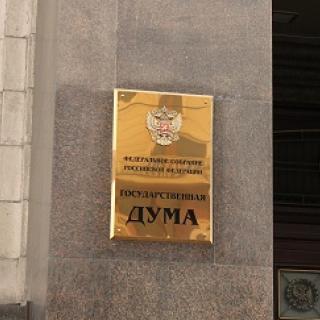 ФЕДЕРАЛЬНОЕ СОБРАНИЕ
РОССИЙСКОЙ ФЕДЕРАЦИИ
ГОСУДАРСТВЕННАЯ
ДУМА